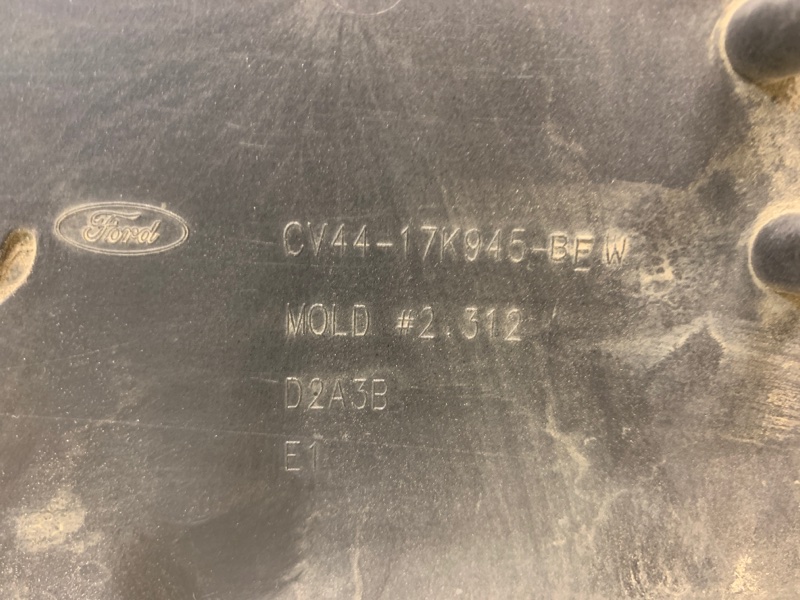 Ford
CV44-17K945-BEW
MOLD #2.312
D2A3B
E1